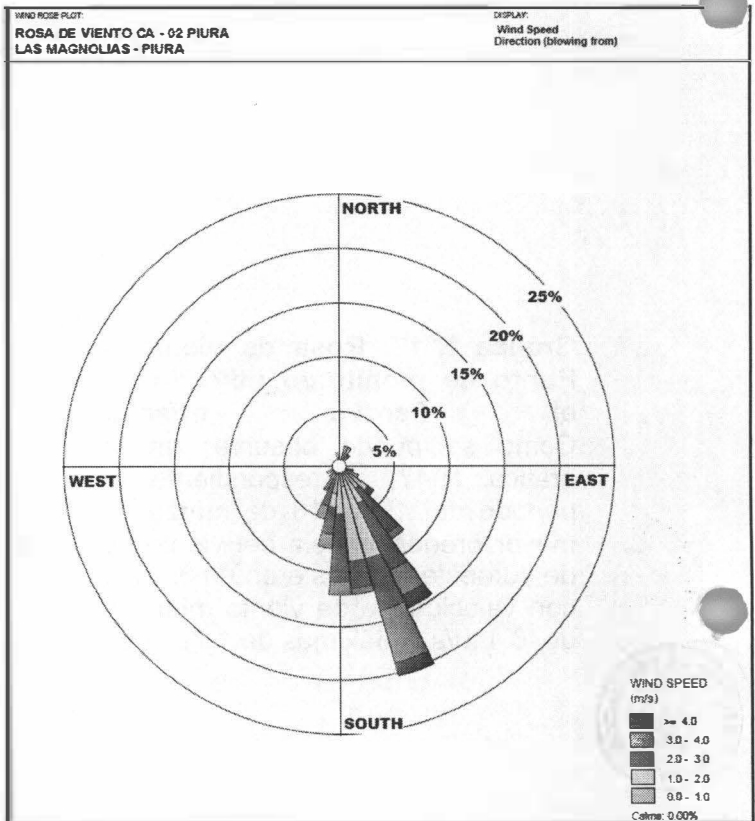 WIND ROSE PLOT:
ROSA DE VIENTO CA - 02 PIURA
LAS MAGNOLIAS - PIURA
DISPLAY:
Wind Speed
Direction (blowing from)
NORTH
25%
20%
15%
10%
5%
WEST
EAST
SOUTH
WIND SPEED
(m/s)
>= 4.0
3.0 - 4.0
2.0 - 3.0
1.0 - 2.0
0.0 - 1.0
Calms: 0.00%